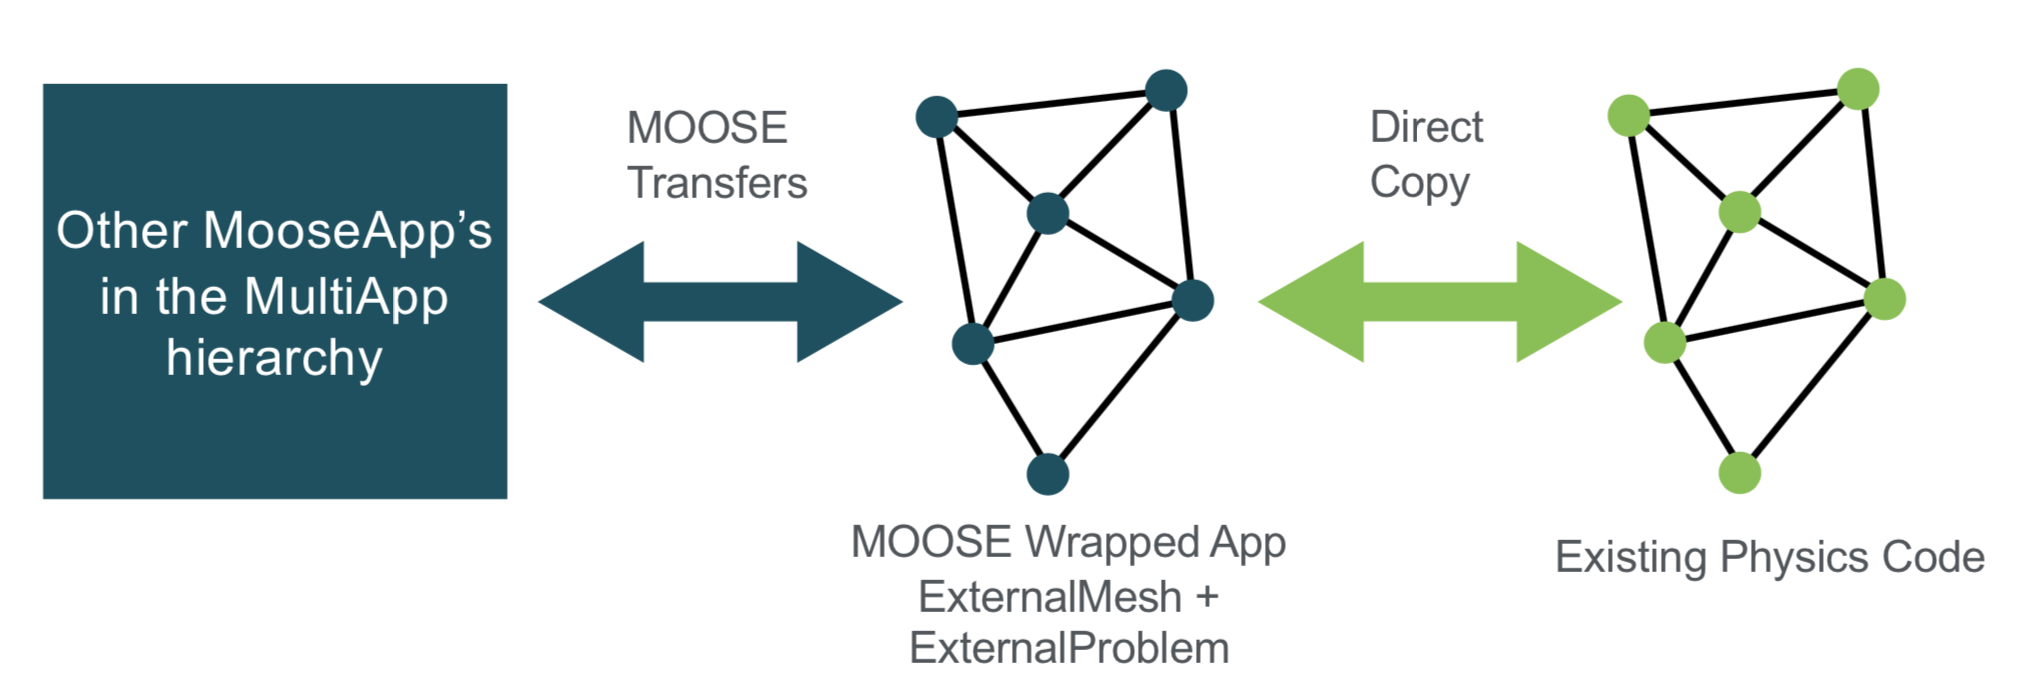 Other MooseApp’s
in the MultiApp
hierarchy
MOOSE
Transfers
MOOSE Wrapped App
ExternalMesh +
ExternalProblem
Direct
Copy
Existing Physics Code